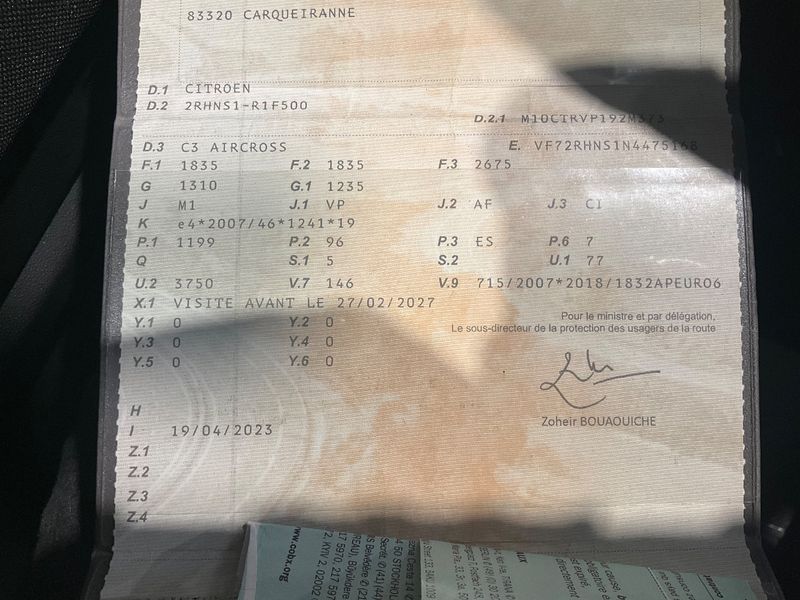 83320 CARQUEIRANNE
D.1 CITROEN
D.2 2RHNS1-R1F500
D.2.1 M10CTRVP192M373
D.3 C3 AIRCROSS E. VF72RHNS1N4475168
F.1 1835 F.2 1835 F.3 2675
G 1310 G.1 1235
J M1 J.1 VP J.2 AF J.3 CI
K e4*2007/46*1241*19
P.1 1199 P.2 96 P.3 ES P.6 7
Q S.1 5 S.2 U.1 77
U.2 3750 V.7 146 V.9 715/2007*2018/1832APEURO6
X.1 VISITE AVANT LE 27/02/2027
Y.1 0 Y.2 0
Y.3 0 Y.4 0
Y.5 0 Y.6 0
Pour le ministre et par délégation,
Le sous-directeur de la protection des usagers de la route
Zoheir BOUAOUICHE
H
I 19/04/2023
Z.1
Z.2
Z.3
Z.4
www.cobx.org